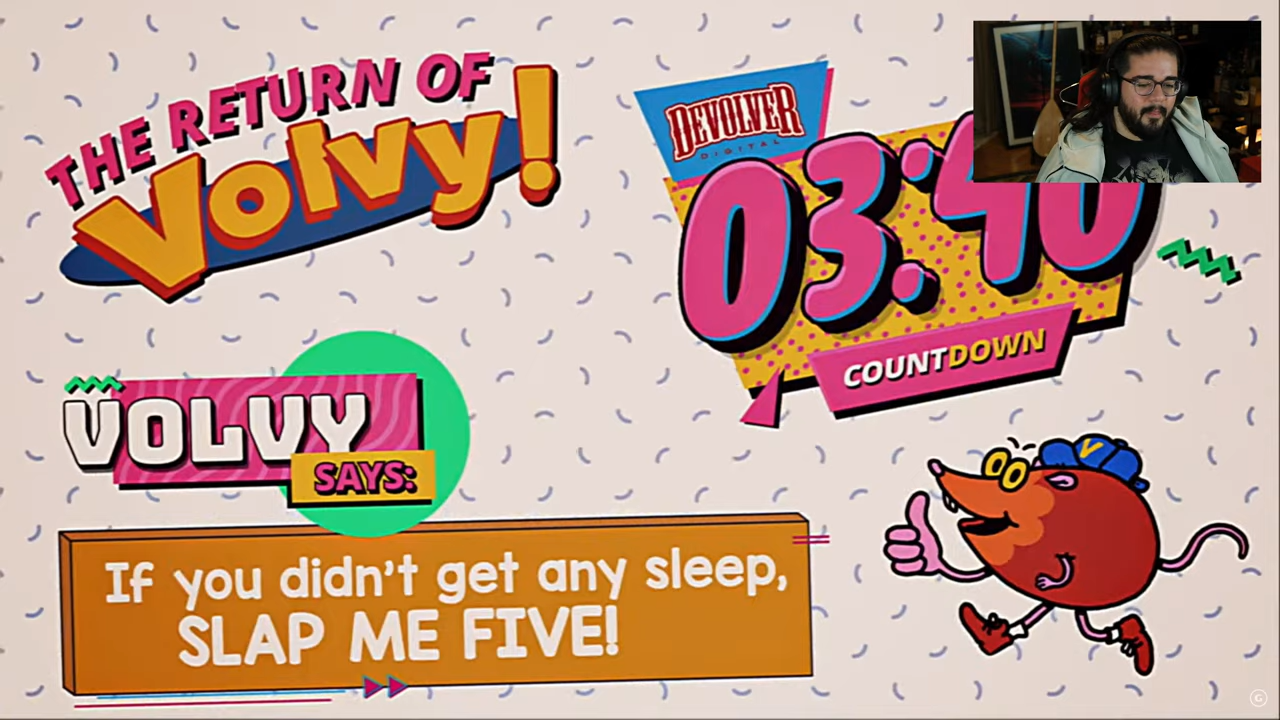 THE RETURN OF
Volvy!
DEVOLVER
DIGITAL
03:40
COUNTDOWN
V
VOLVY
SAYS:
If you didn't get any sleep,
SLAP ME FIVE!
G